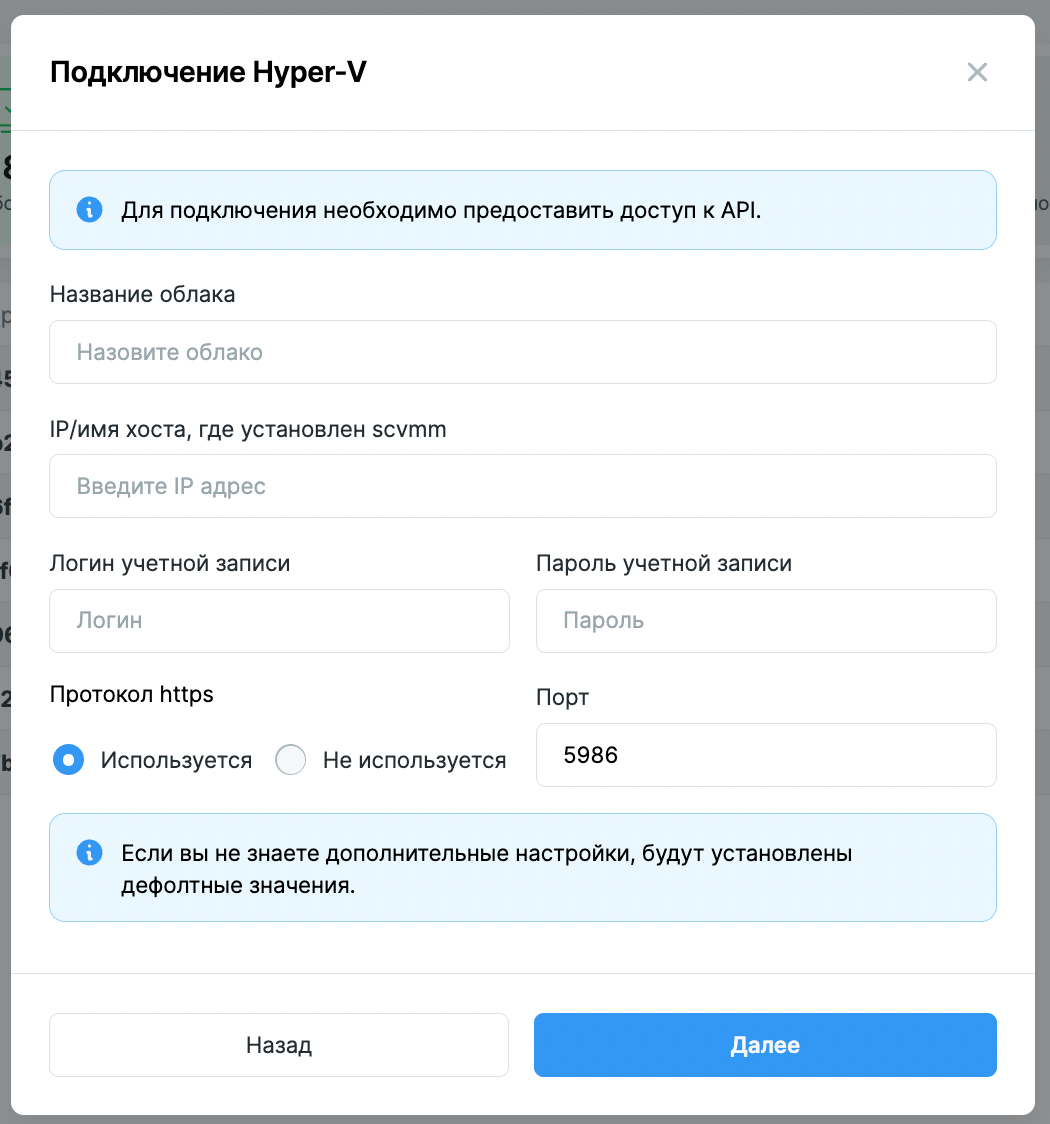 Подключение Hyper-V
Для подключения необходимо предоставить доступ к API.
Название облака
Назовите облако
IP/имя хоста, где установлен scvmm
Введите IP адрес
Логин учетной записи
Пароль учетной записи
Логин
Пароль
Протокол https
Порт
Используется
Не используется
5986
Если вы не знаете дополнительные настройки, будут установлены
дефолтные значения.
Назад
Далее